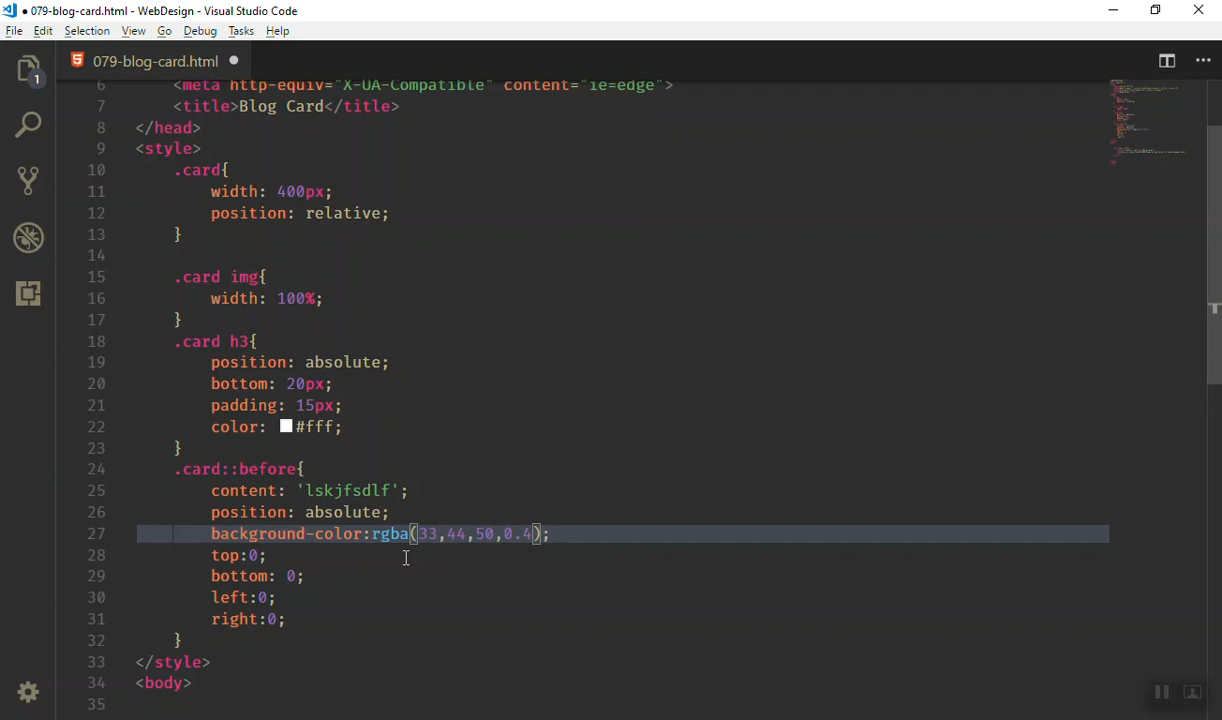 ● 079-blog-card.html - WebDesign - Visual Studio Code
File Edit Selection View Go Debug Tasks Help
1
079-blog-card.html ●
6 <meta http-equiv="X-UA-Compatible" content="ie=edge">
7 <title>Blog Card</title>
8 </head>
9 <style>
10 .card{
11 width: 400px;
12 position: relative;
13 }
14
15 .card img{
16 width: 100%;
17 }
18 .card h3{
19 position: absolute;
20 bottom: 20px;
21 padding: 15px;
22 color: #fff;
23 }
24 .card::before{
25 content: 'lskjfsdlf';
26 position: absolute;
27 background-color:rgba(33,44,50,0.4);
28 top:0;
29 bottom: 0;
30 left:0;
31 right:0;
32 }
33 </style>
34 <body>
35